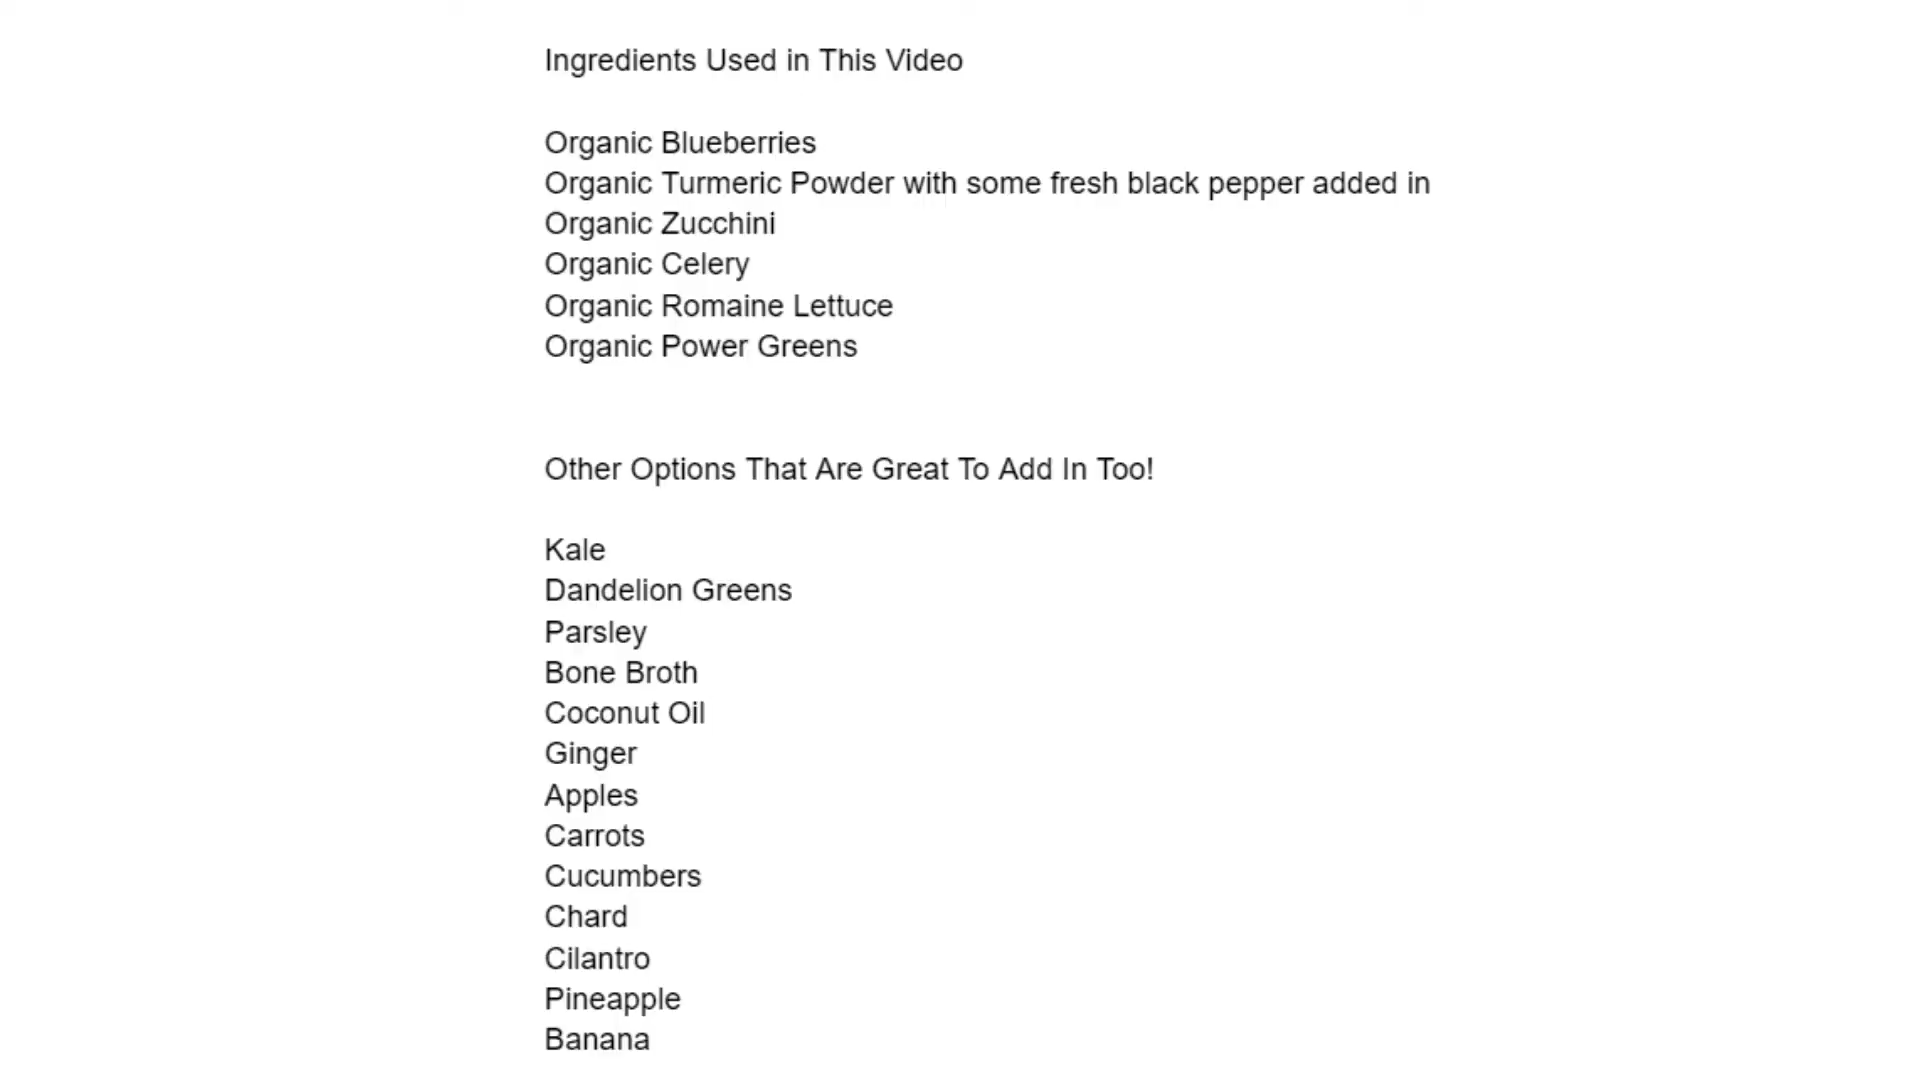 Ingredients Used in This Video
Organic Blueberries
Organic Turmeric Powder with some fresh black pepper added in
Organic Zucchini
Organic Celery
Organic Romaine Lettuce
Organic Power Greens
Other Options That Are Great To Add In Too!
Kale
Dandelion Greens
Parsley
Bone Broth
Coconut Oil
Ginger
Apples
Carrots
Cucumbers
Chard
Cilantro
Pineapple
Banana